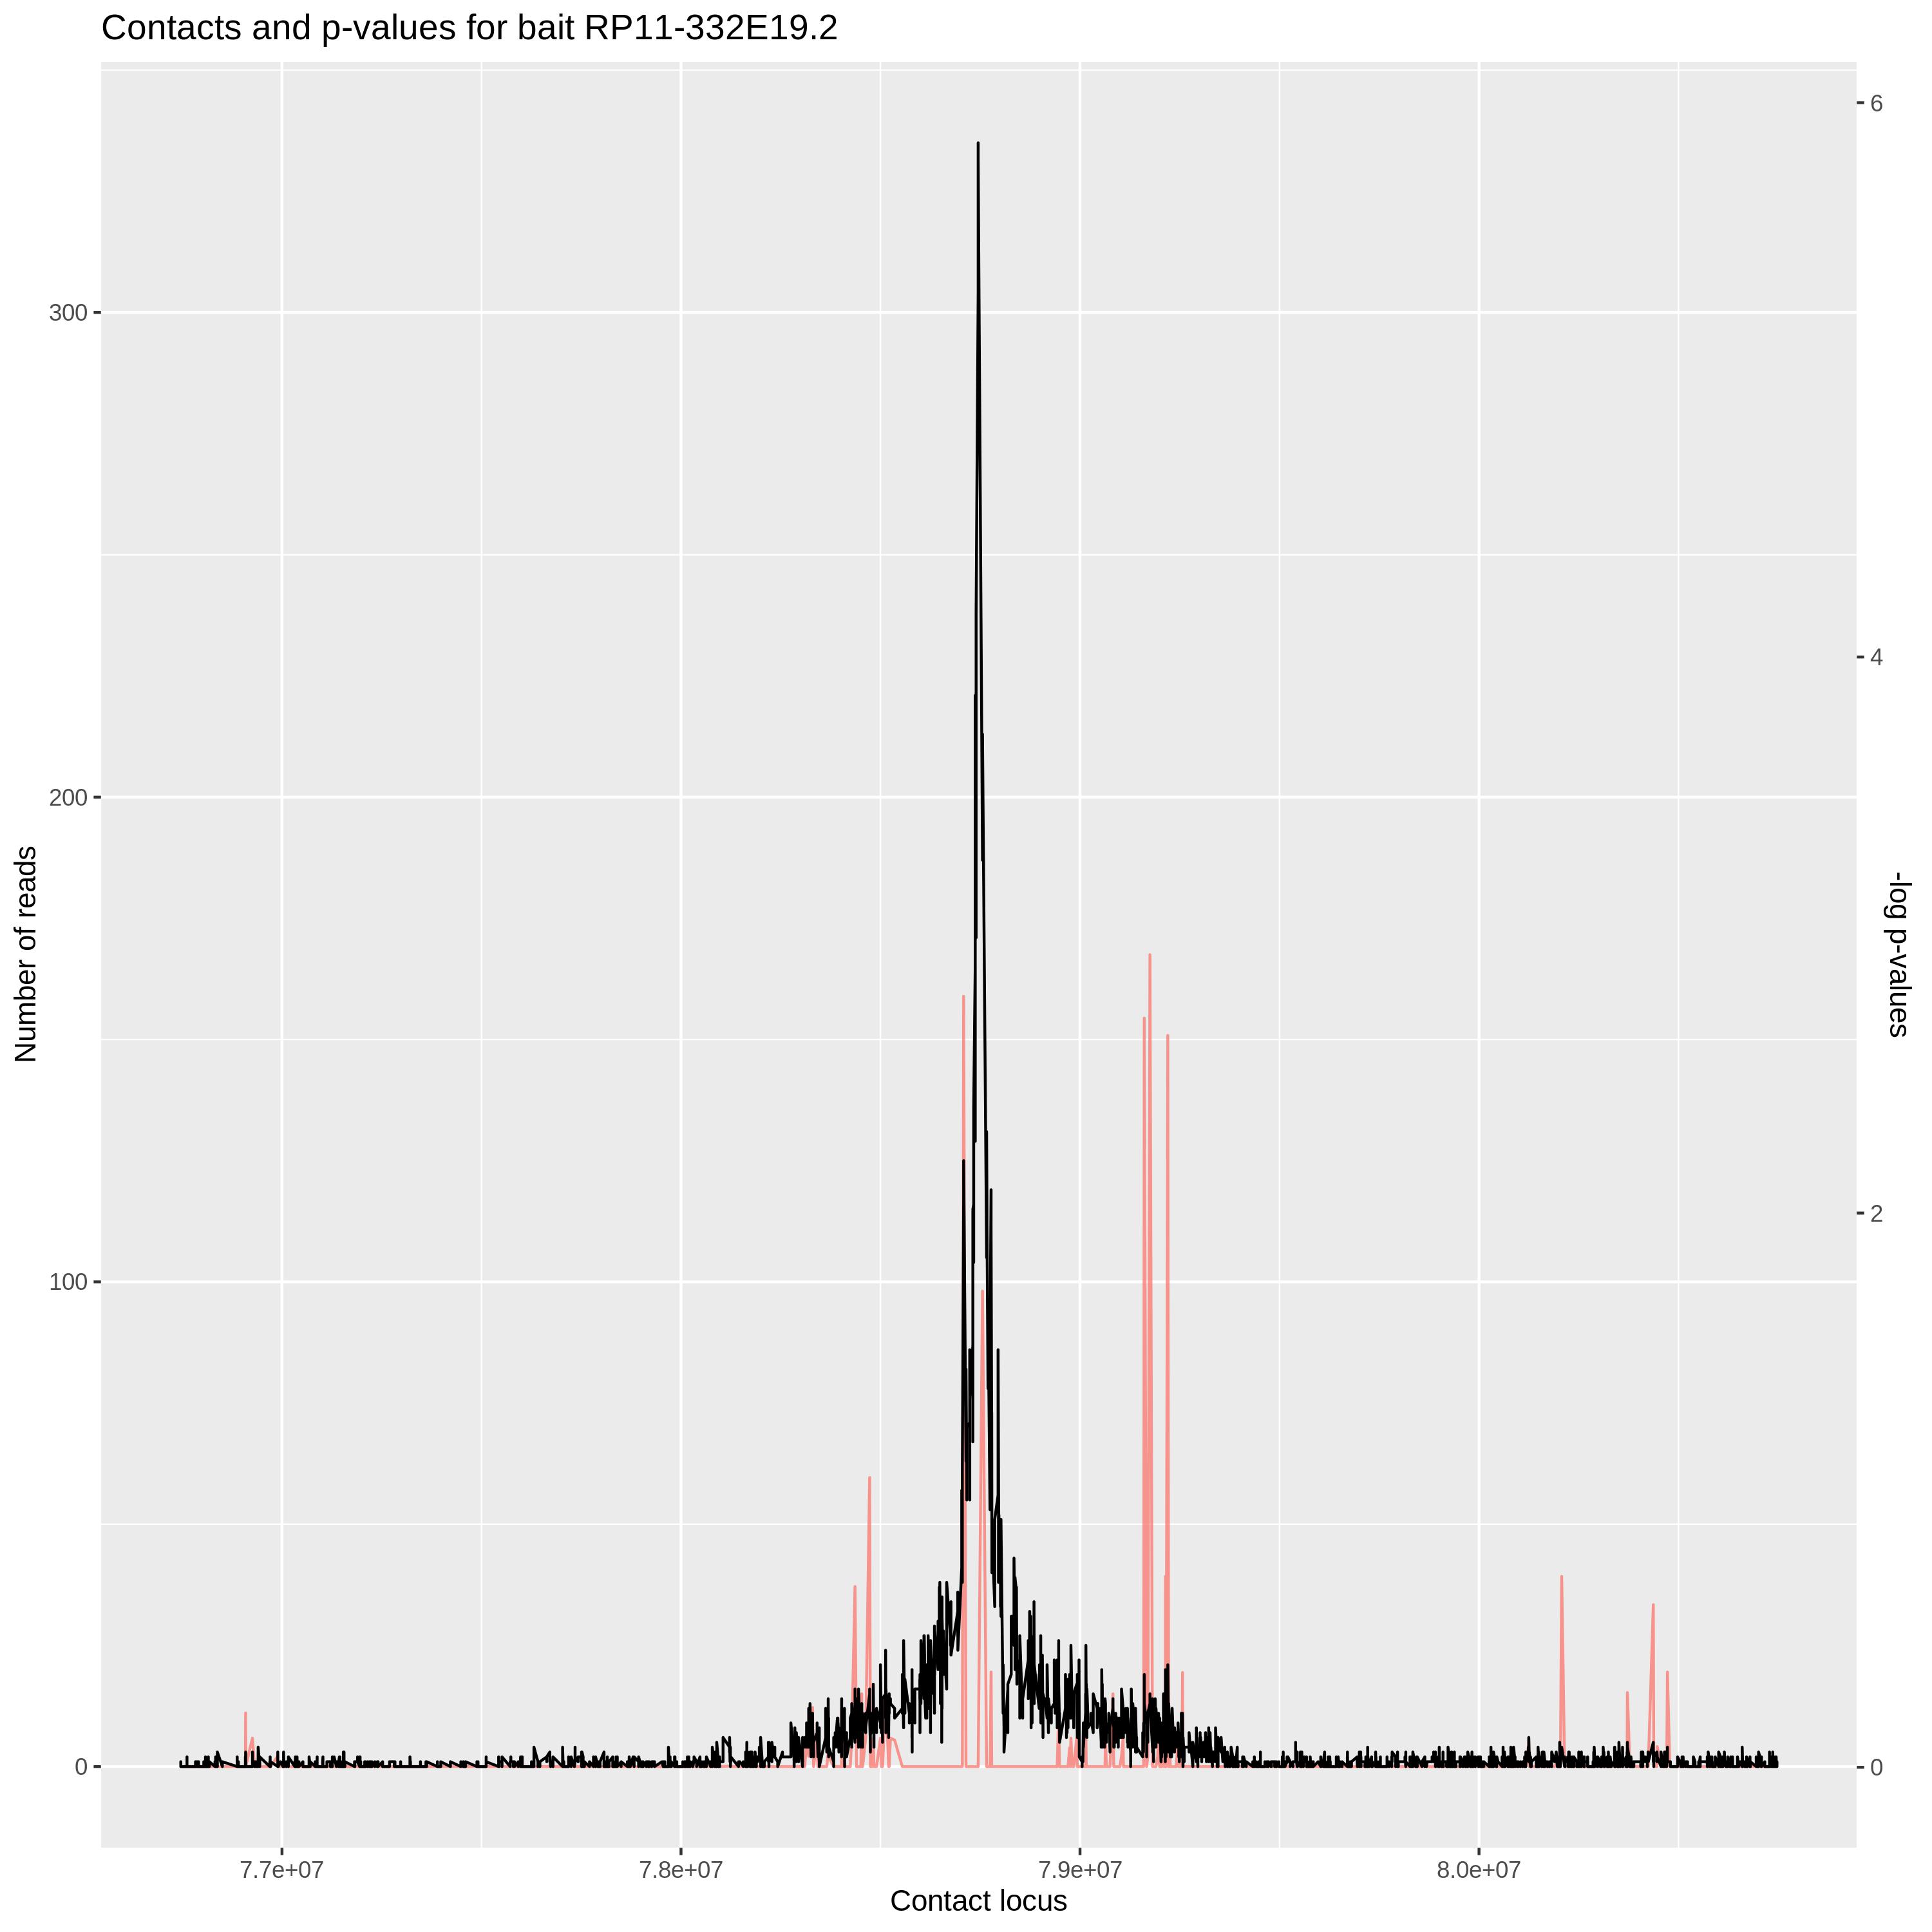 Contacts and p-values for bait RP11-332E19.2
6
300
4
200
Number of reads
-log p-values
2
100
0
0
7.7e+07
7.8e+07
7.9e+07
8.0e+07
Contact locus